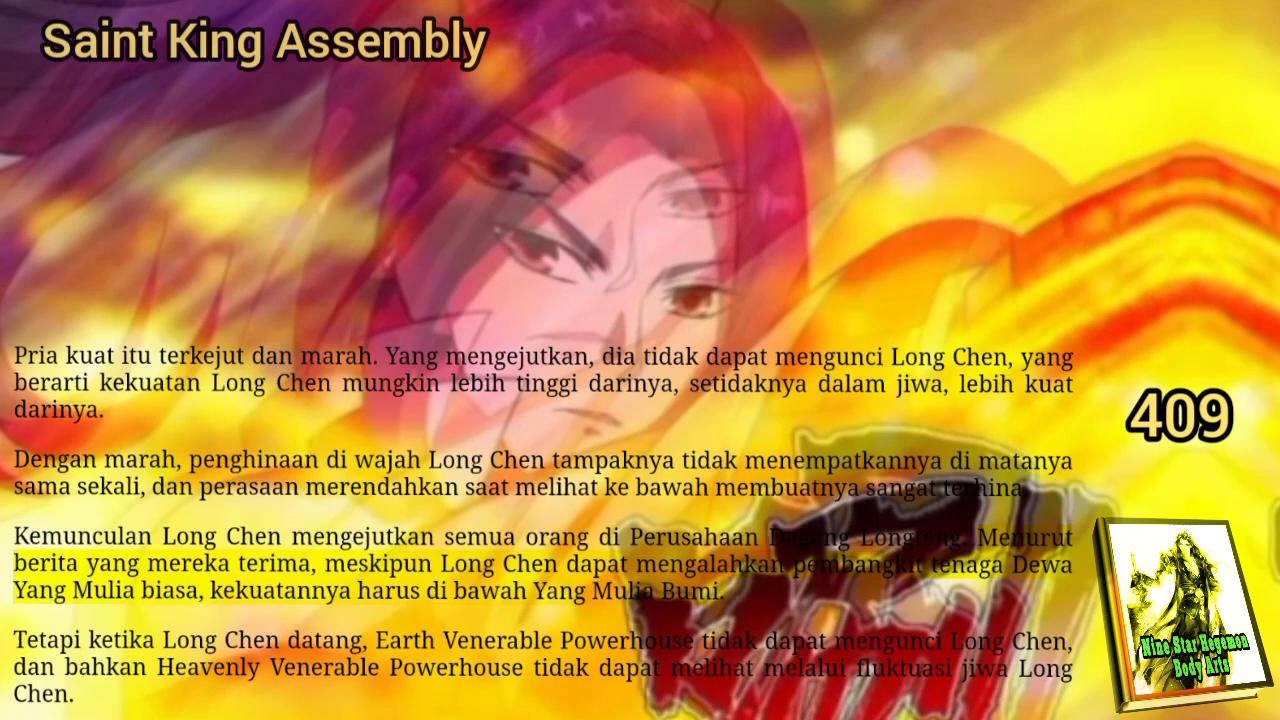 Saint King Assembly
Pria kuat itu terkejut dan marah. Yang mengejutkan, dia tidak dapat mengunci Long Chen, yang
berarti kekuatan Long Chen mungkin lebih tinggi darinya, setidaknya dalam jiwa, lebih kuat
darinya.
Dengan marah, penghinaan di wajah Long Chen tampaknya tidak menempatkannya di matanya
sama sekali, dan perasaan merendahkan saat melihat ke bawah membuatnya sangat terhina.
Kemunculan Long Chen mengejutkan semua orang di Perusahaan Dagang Longteng. Menurut
berita yang mereka terima, meskipun Long Chen dapat mengalahkan pembangkit tenaga Dewa
Yang Mulia biasa, kekuatannya harus di bawah Yang Mulia Bumi.
Tetapi ketika Long Chen datang, Earth Venerable Powerhouse tidak dapat mengunci Long Chen,
dan bahkan Heavenly Venerable Powerhouse tidak dapat melihat melalui fluktuasi jiwa Long
Chen.
409
Nine Star Hegemon
Body Arts